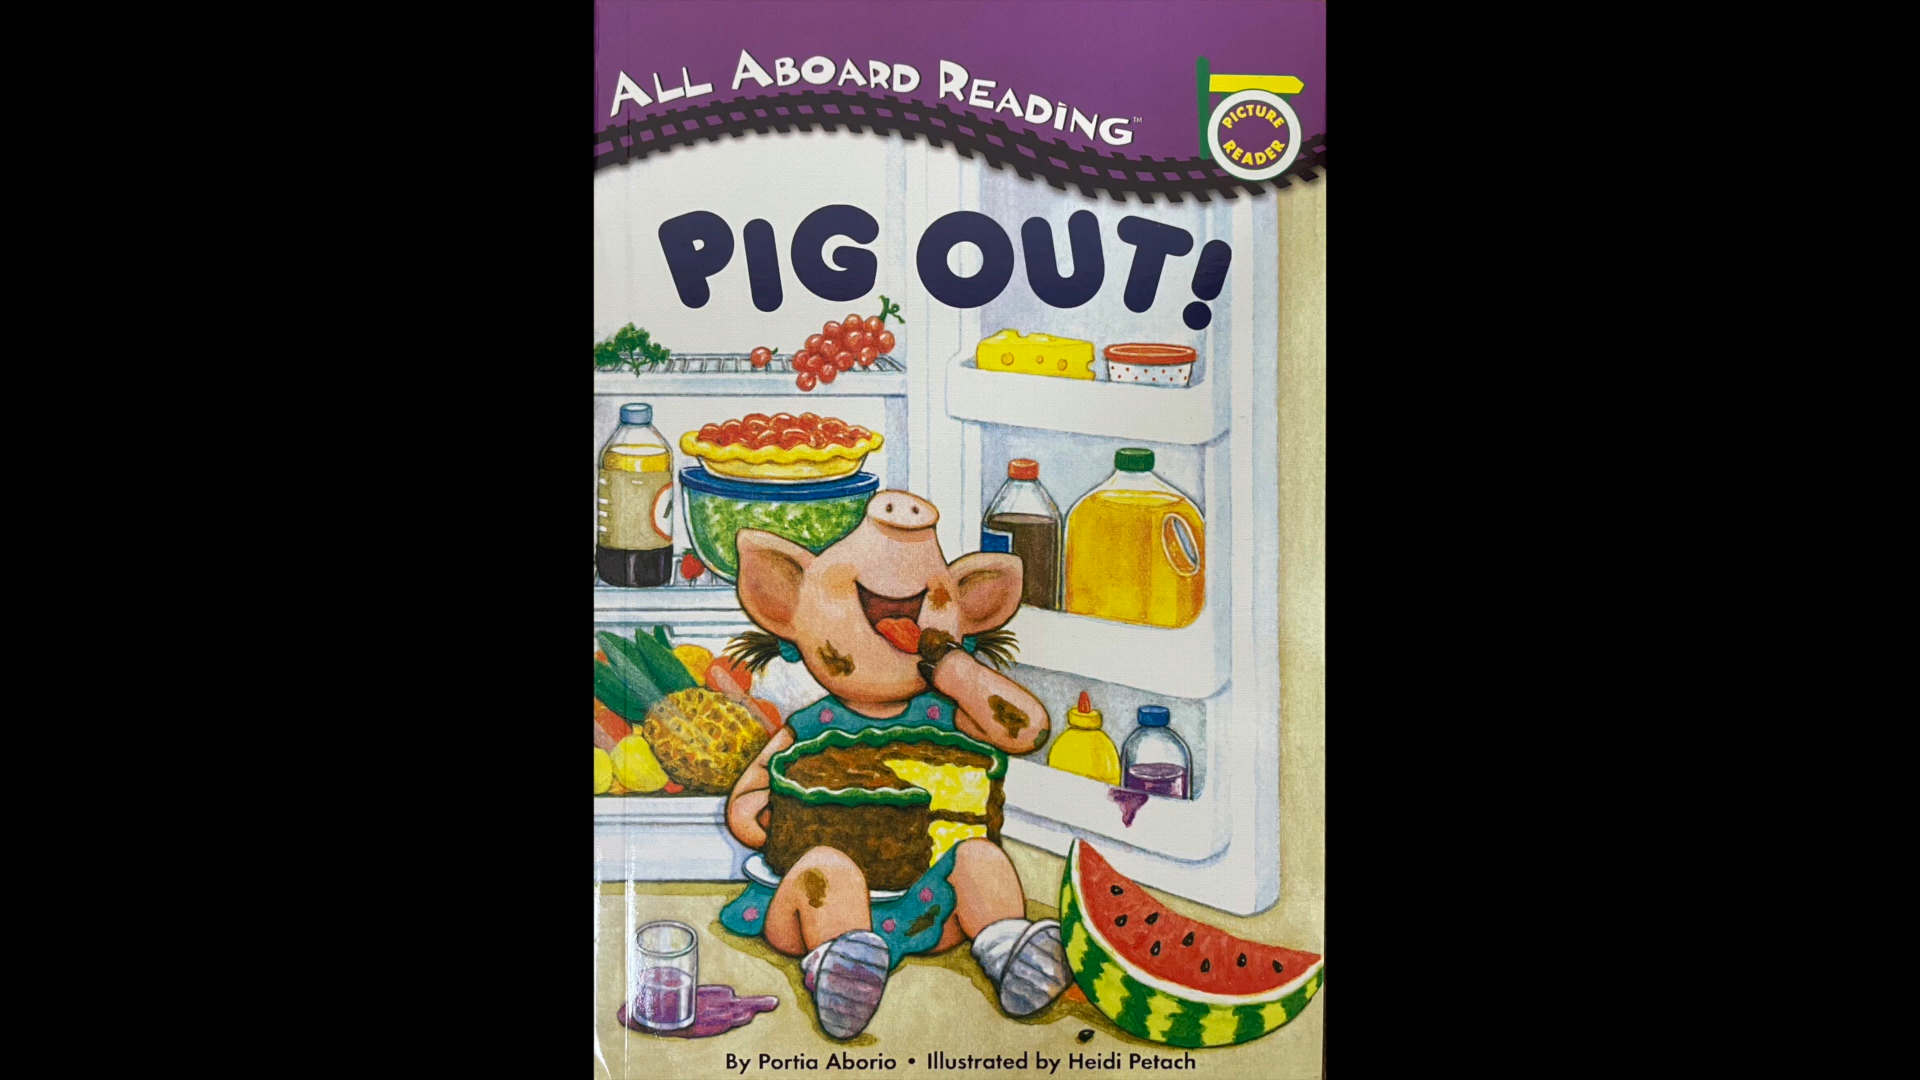 ALL ABOARD READING™
PICTURE
READER
PIG OUT!
By Portia Aborio • Illustrated by Heidi Petach